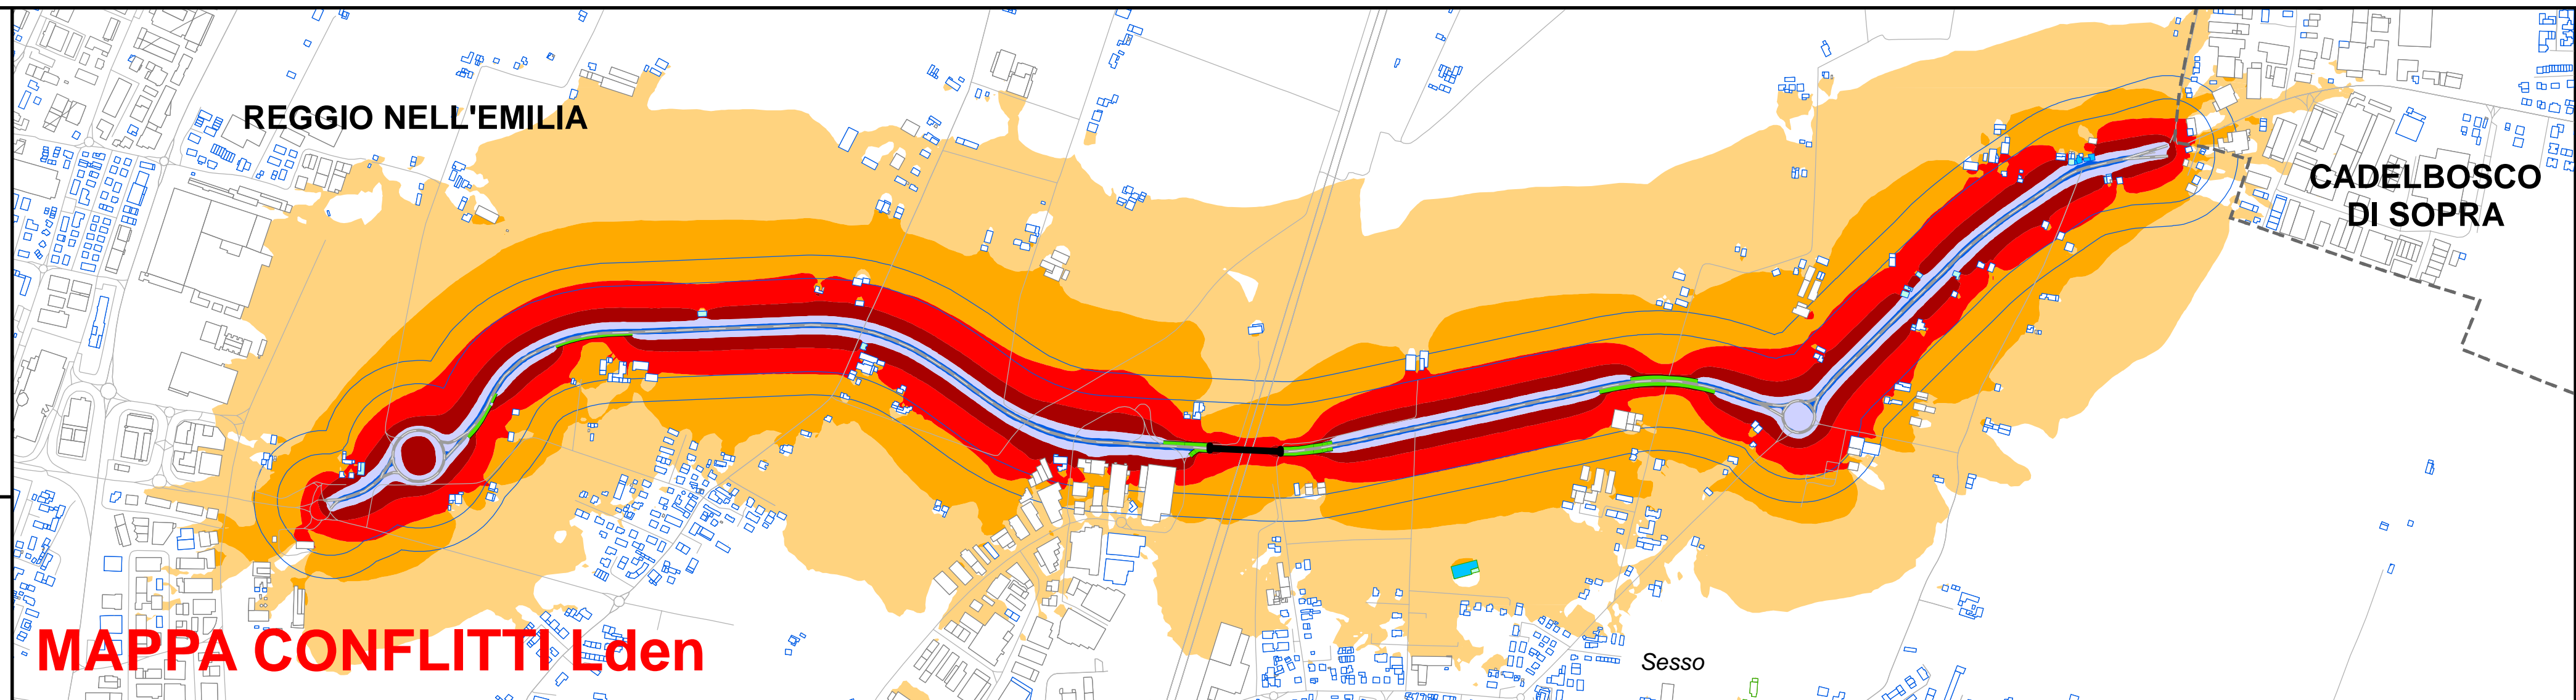 REGGIO NELL'EMILIA
CADELBOSCO
DI SOPRA
MAPPA CONFLITTI Lden
Sesso